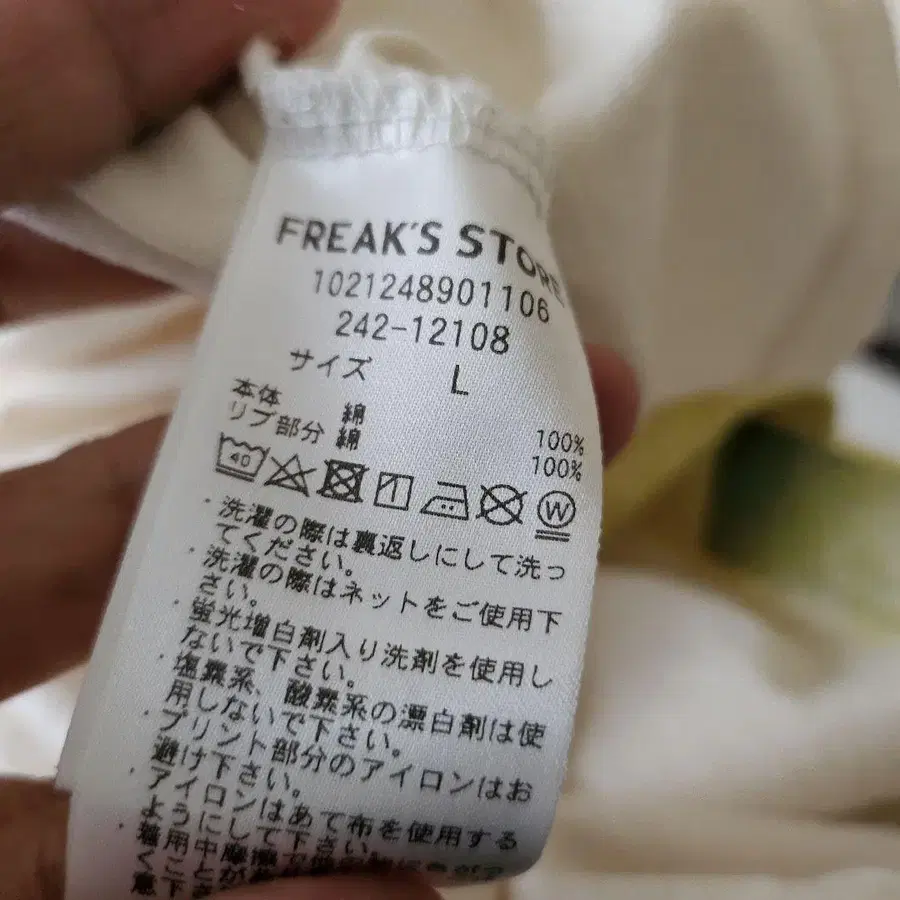 FREAK'S STORE
1021248901106
242-12108
サイズ L
本体 綿 100%
リブ部分 綿 100%
40 W
・洗濯の際は裏返しにして洗っ
てください。
・洗濯の際はネットをご使用下
さい。
・蛍光増白剤入り洗剤を使用し
ないで下さい。
・塩素系、酸素系の漂白剤は使
用しないで下さい。
・プリント部分のアイロンはお
避け下さい。
・アイロンはあて布を使用する
ようにして下さい。